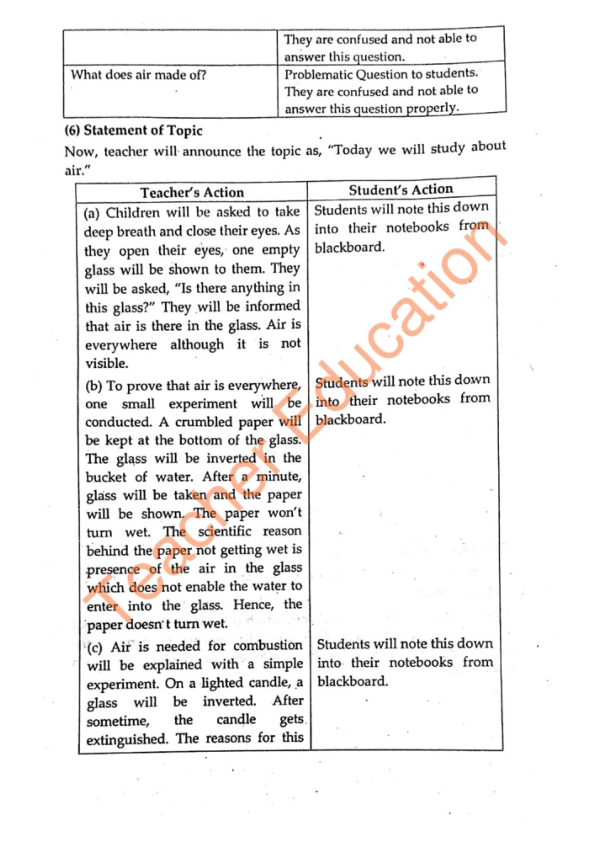 They are confused and not able to
answer this question.
What does air made of?
Problematic Question to students.
They are confused and not able to
answer this question properly.
(6) Statement of Topic
Now, teacher will announce the topic as, "Today we will study about
air."
Teacher's Action
Student's Action
(a) Children will be asked to take
deep breath and close their eyes. As
they open their eyes, one empty
glass will be shown to them. They
will be asked, "Is there anything in
this glass?" They will be informed
that air is there in the glass. Air is
everywhere although it is not
visible.
Students will note this down
into their notebooks from
blackboard.
(b) To prove that air is everywhere,
one small experiment will be
conducted. A crumbled paper will
be kept at the bottom of the glass.
The glass will be inverted in the
bucket of water. After a minute,
glass will be taken and the paper
will be shown. The paper won't
turn wet. The scientific reason
behind the paper not getting wet is
presence of the air in the glass
which does not enable the water to
enter into the glass. Hence, the
paper doesn't turn wet.
Students will note this down
into their notebooks from
blackboard.
(c) Air is needed for combustion
will be explained with a simple
experiment. On a lighted candle, a
glass will be inverted. After
sometime, the candle gets
extinguished. The reasons for this
Students will note this down
into their notebooks from
blackboard.
Teacher Education